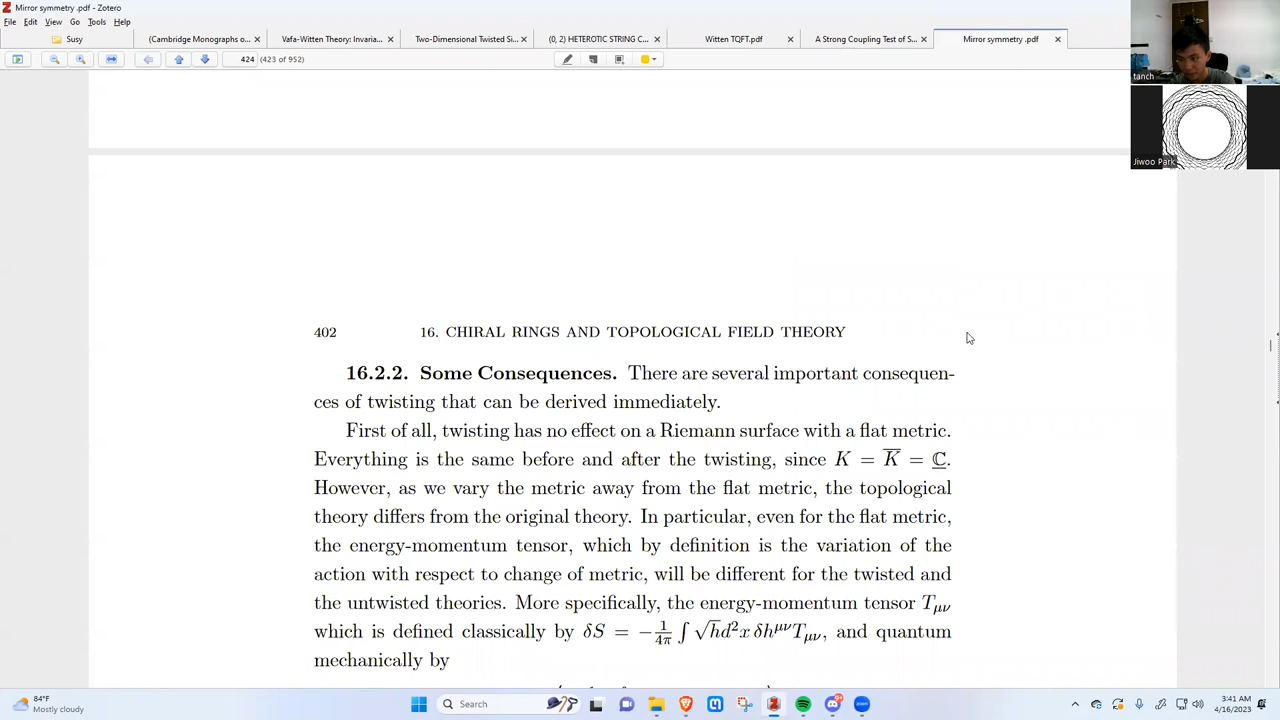 Mirror symmetry .pdf - Zotero
File Edit View Go Tools Help
Susy
(Cambridge Monographs o...
Vafa-Witten Theory: Invaria...
Two-Dimensional Twisted S...
(0, 2) HETEROTIC STRING C...
Witten TQFT.pdf
A Strong Coupling Test of S...
Mirror symmetry .pdf
424 (423 of 952)
tanch
Jiwoo Park
402 16. CHIRAL RINGS AND TOPOLOGICAL FIELD THEORY
16.2.2. Some Consequences. There are several important consequen-
ces of twisting that can be derived immediately.
First of all, twisting has no effect on a Riemann surface with a flat metric.
Everything is the same before and after the twisting, since K = K̅ = ℂ̲.
However, as we vary the metric away from the flat metric, the topological
theory differs from the original theory. In particular, even for the flat metric,
the energy-momentum tensor, which by definition is the variation of the
action with respect to change of metric, will be different for the twisted and
the untwisted theories. More specifically, the energy-momentum tensor Tμν
which is defined classically by δS = −1/4π ∫ √h d²x δh^μν Tμν, and quantum
mechanically by
84°F
Mostly cloudy
Search
3:41 AM
4/16/2023